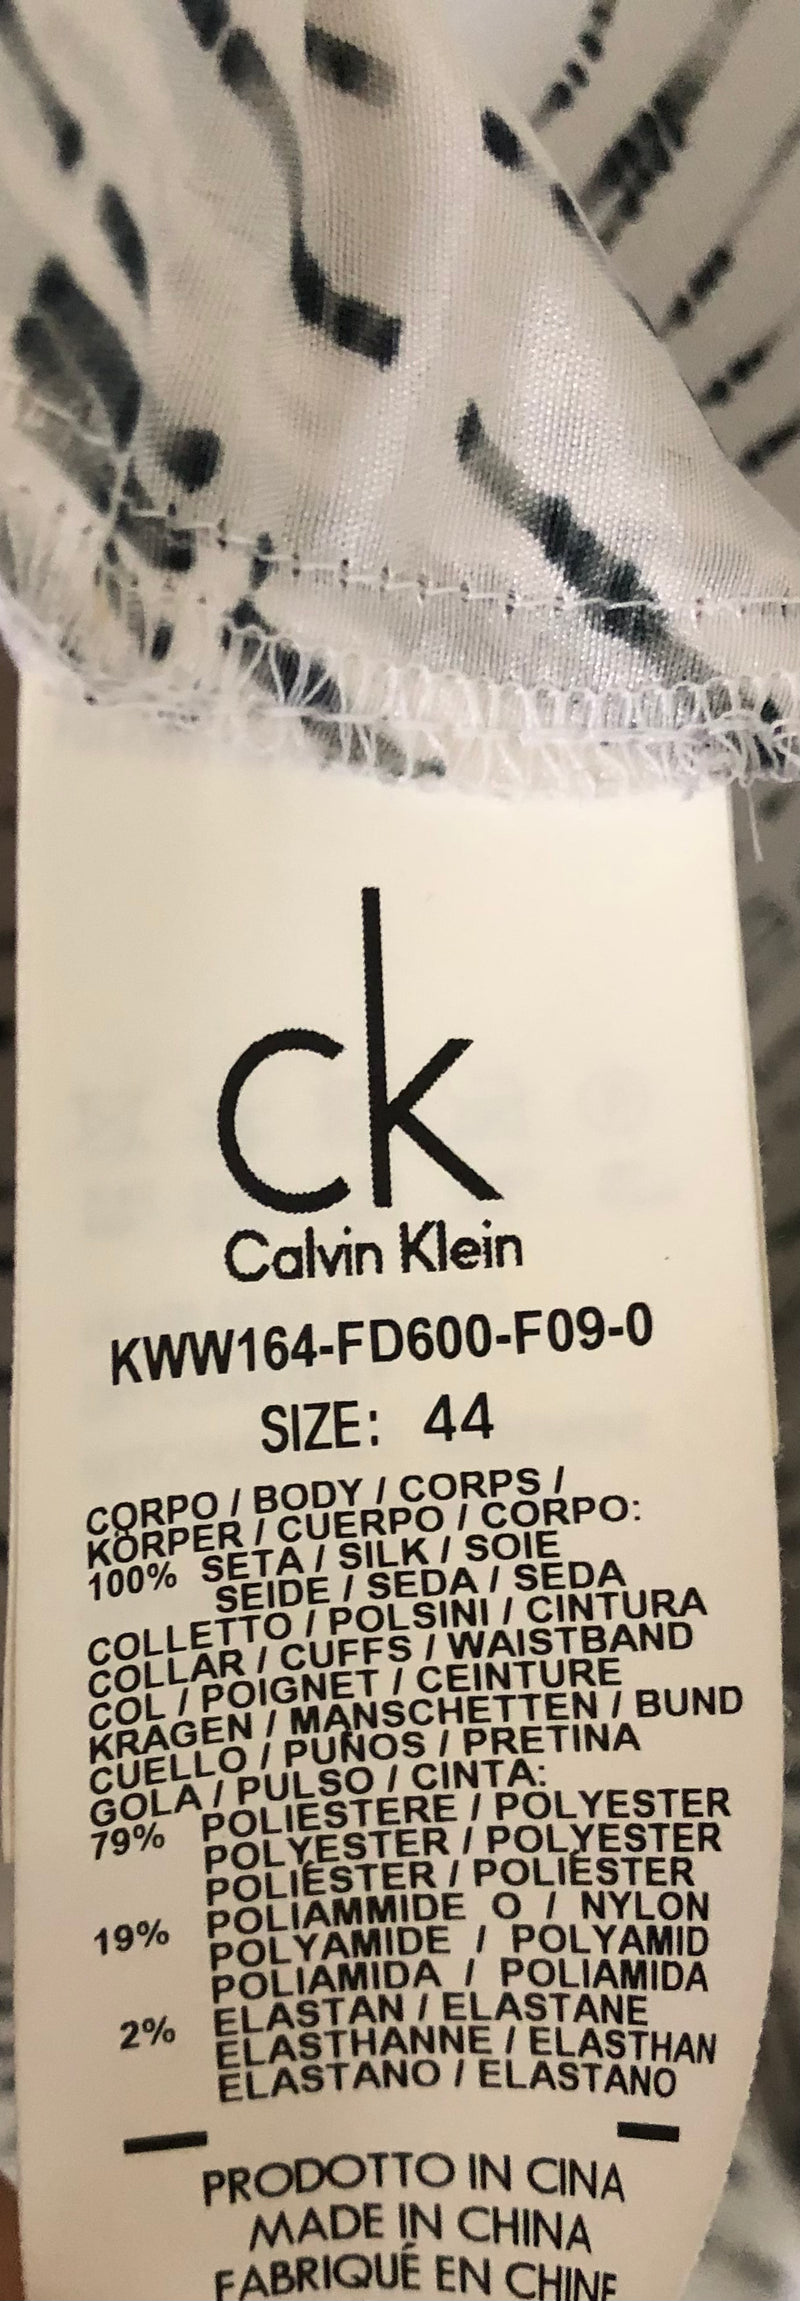 ck
Calvin Klein
KWW164-FD600-F09-0
SIZE: 44
CORPO / BODY / CORPS /
KÖRPER / CUERPO / CORPO:
100% SETA / SILK / SOIE
SEIDE / SEDA / SEDA
COLLETTO / POLSINI / CINTURA
COLLAR / CUFFS / WAISTBAND
COL / POIGNET / CEINTURE
KRAGEN / MANSCHETTEN / BUND
CUELLO / PUÑOS / PRETINA
GOLA / PULSO / CINTA:
79% POLIESTERE / POLYESTER
POLYESTER / POLYESTER
POLIÉSTER / POLIÉSTER
19% POLIAMMIDE O / NYLON
POLYAMIDE / POLYAMID
POLIAMIDA / POLIAMIDA
2% ELASTAN / ELASTANE
ELASTHANNE / ELASTHAN
ELASTANO / ELASTANO
PRODOTTO IN CINA
MADE IN CHINA
FABRIQUÉ EN CHINE